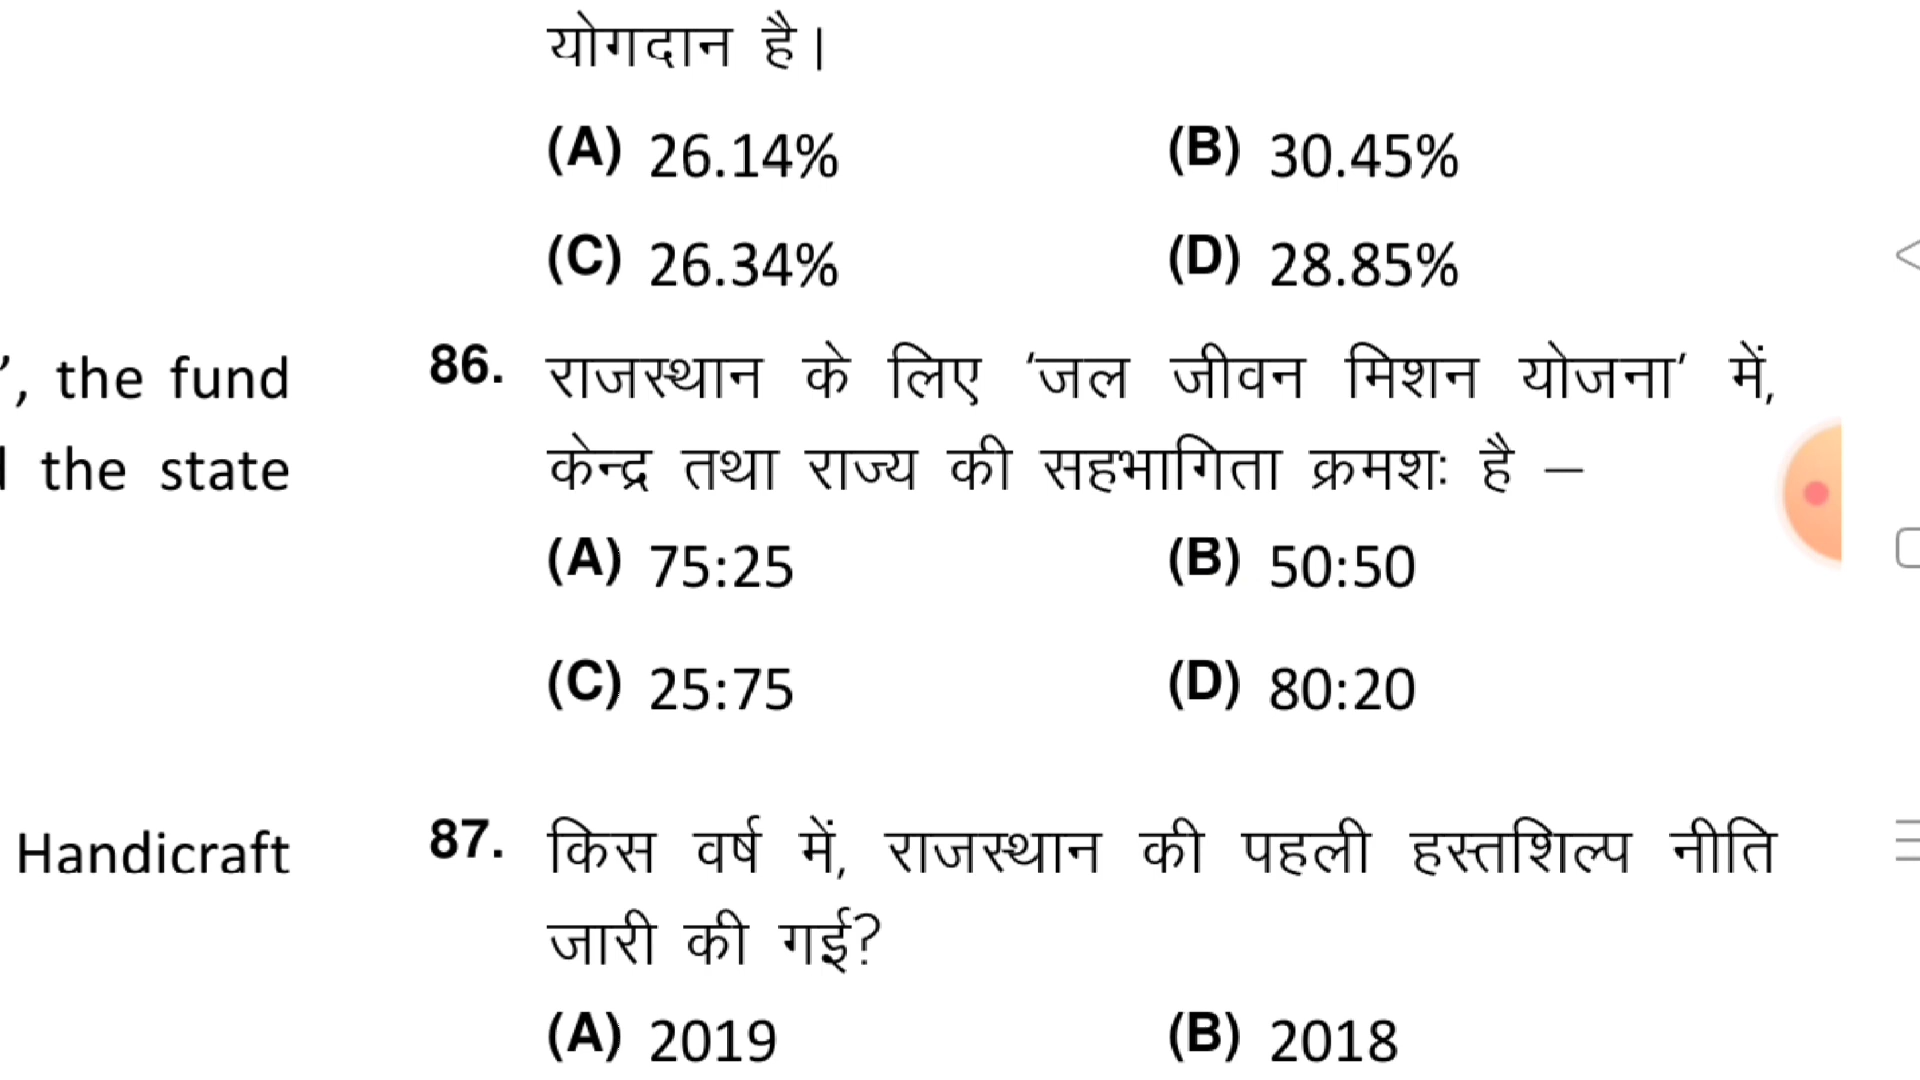 योगदान है।
(A) 26.14% (B) 30.45%
(C) 26.34% (D) 28.85%
’, the fund
the state
86. राजस्थान के लिए ‘जल जीवन मिशन योजना’ में,
केन्द्र तथा राज्य की सहभागिता क्रमशः है –
(A) 75:25 (B) 50:50
(C) 25:75 (D) 80:20
Handicraft
87. किस वर्ष में, राजस्थान की पहली हस्तशिल्प नीति
जारी की गई?
(A) 2019 (B) 2018